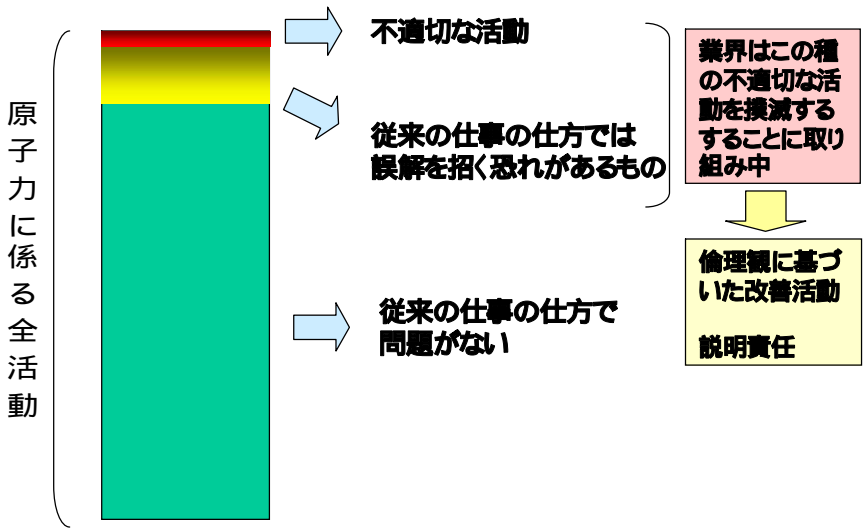 原子力に係る全活動
不適切な活動
従来の仕事の仕方では
誤解を招く恐れがあるもの
従来の仕事の仕方で
問題がない
業界はこの種
の不適切な活
動を撲滅する
することに取り
組み中
倫理観に基づ
いた改善活動
説明責任